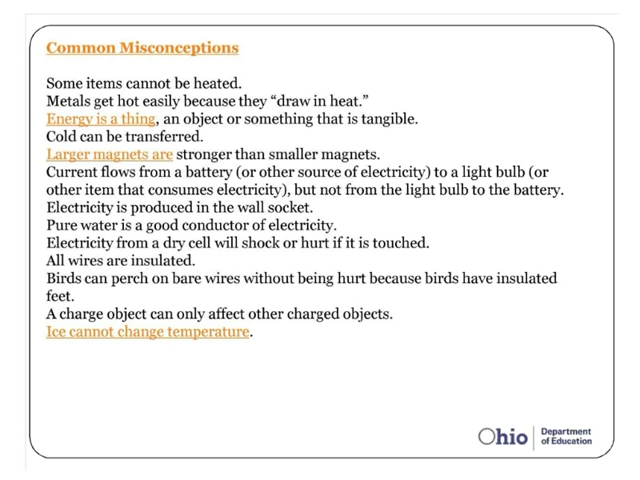 Common Misconceptions
Some items cannot be heated.
Metals get hot easily because they “draw in heat.”
Energy is a thing, an object or something that is tangible.
Cold can be transferred.
Larger magnets are stronger than smaller magnets.
Current flows from a battery (or other source of electricity) to a light bulb (or
other item that consumes electricity), but not from the light bulb to the battery.
Electricity is produced in the wall socket.
Pure water is a good conductor of electricity.
Electricity from a dry cell will shock or hurt if it is touched.
All wires are insulated.
Birds can perch on bare wires without being hurt because birds have insulated
feet.
A charge object can only affect other charged objects.
Ice cannot change temperature.
Ohio Department
of Education